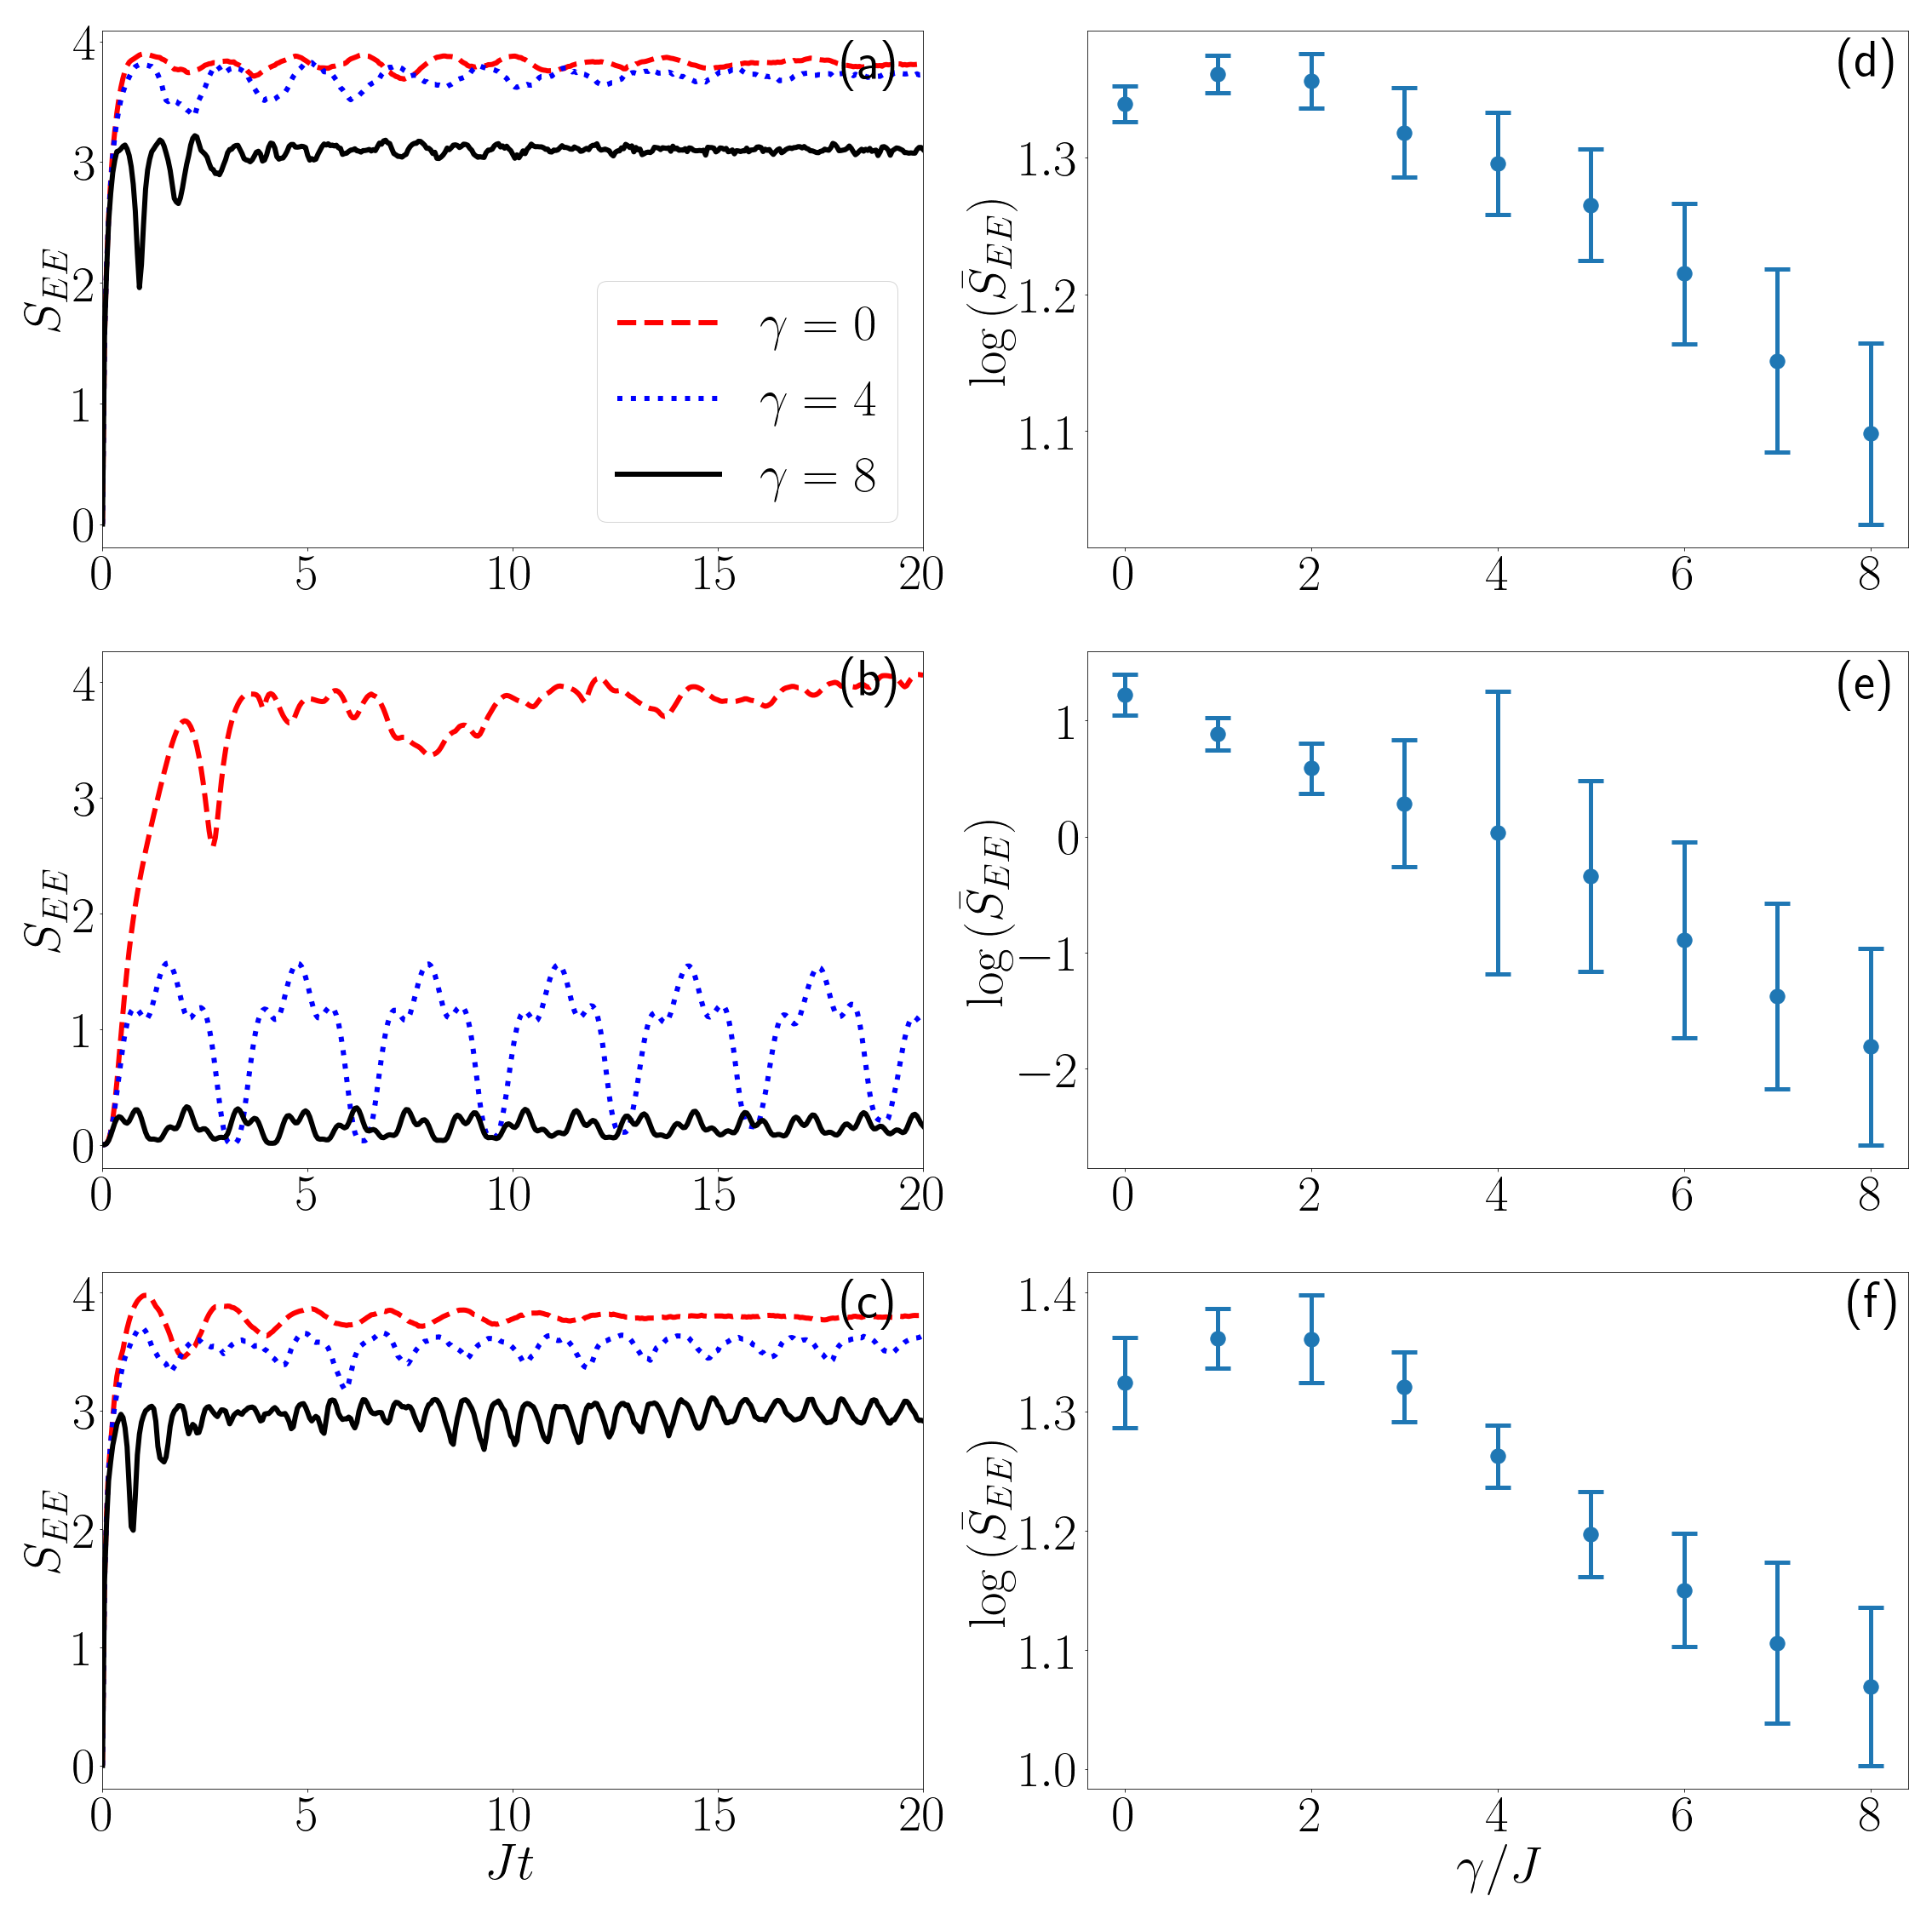 (a)
4
3
2
1
0
S_{EE}
γ = 0
γ = 4
γ = 8
0 5 10 15 20
(d)
1.3
1.2
1.1
log (S̄_{EE})
0 2 4 6 8
(b)
4
3
2
1
0
S_{EE}
0 5 10 15 20
(e)
1
0
−1
−2
log (S̄_{EE})
0 2 4 6 8
(c)
4
3
2
1
0
S_{EE}
0 5 10 15 20
Jt
(f)
1.4
1.3
1.2
1.1
1.0
log (S̄_{EE})
0 2 4 6 8
γ/J